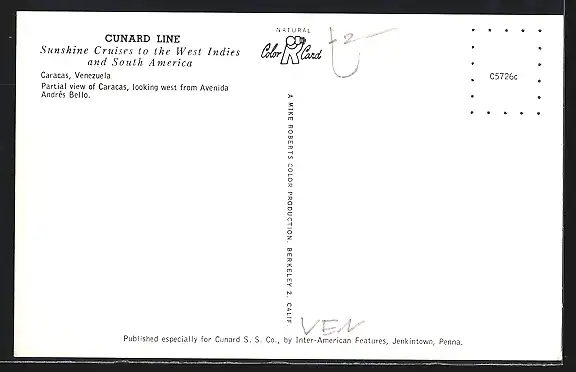 CUNARD LINE
Sunshine Cruises to the West Indies
and South America
Caracas, Venezuela
Partial view of Caracas, looking west from Avenida
Andrés Bello.
NATURAL
Color Card
A MIKE ROBERTS COLOR PRODUCTION, BERKELEY 2, CALIF.
C5726c
VEN
Published especially for Cunard S. S. Co., by Inter-American Features, Jenkintown, Penna.